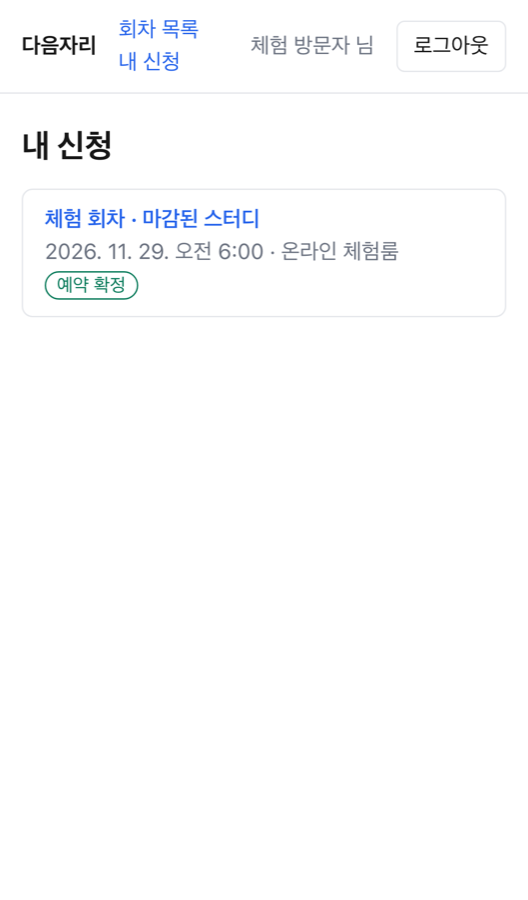 다음자리
회차 목록
내 신청
체험 방문자 님
로그아웃
내 신청
체험 회차 · 마감된 스터디
2026. 11. 29. 오전 6:00 · 온라인 체험룸
예약 확정